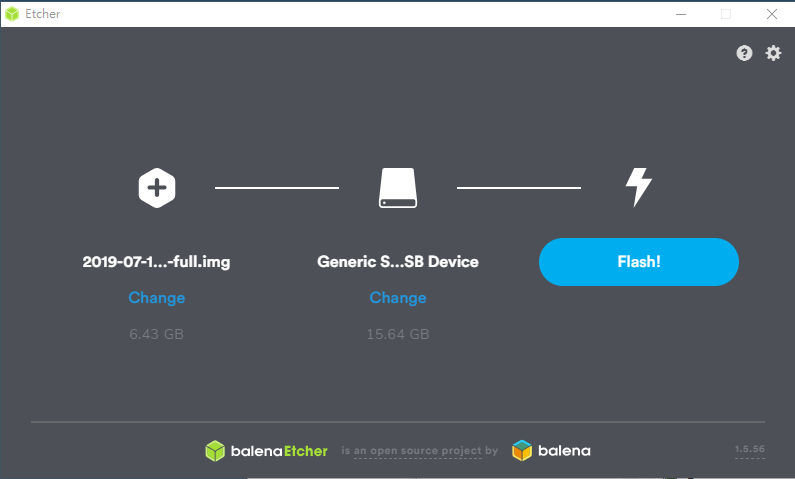 Etcher
2019-07-1...-full.img
Generic S...SB Device
Flash!
Change
Change
6.43 GB
15.64 GB
balenaEtcher is an open source project by balena
1.5.56